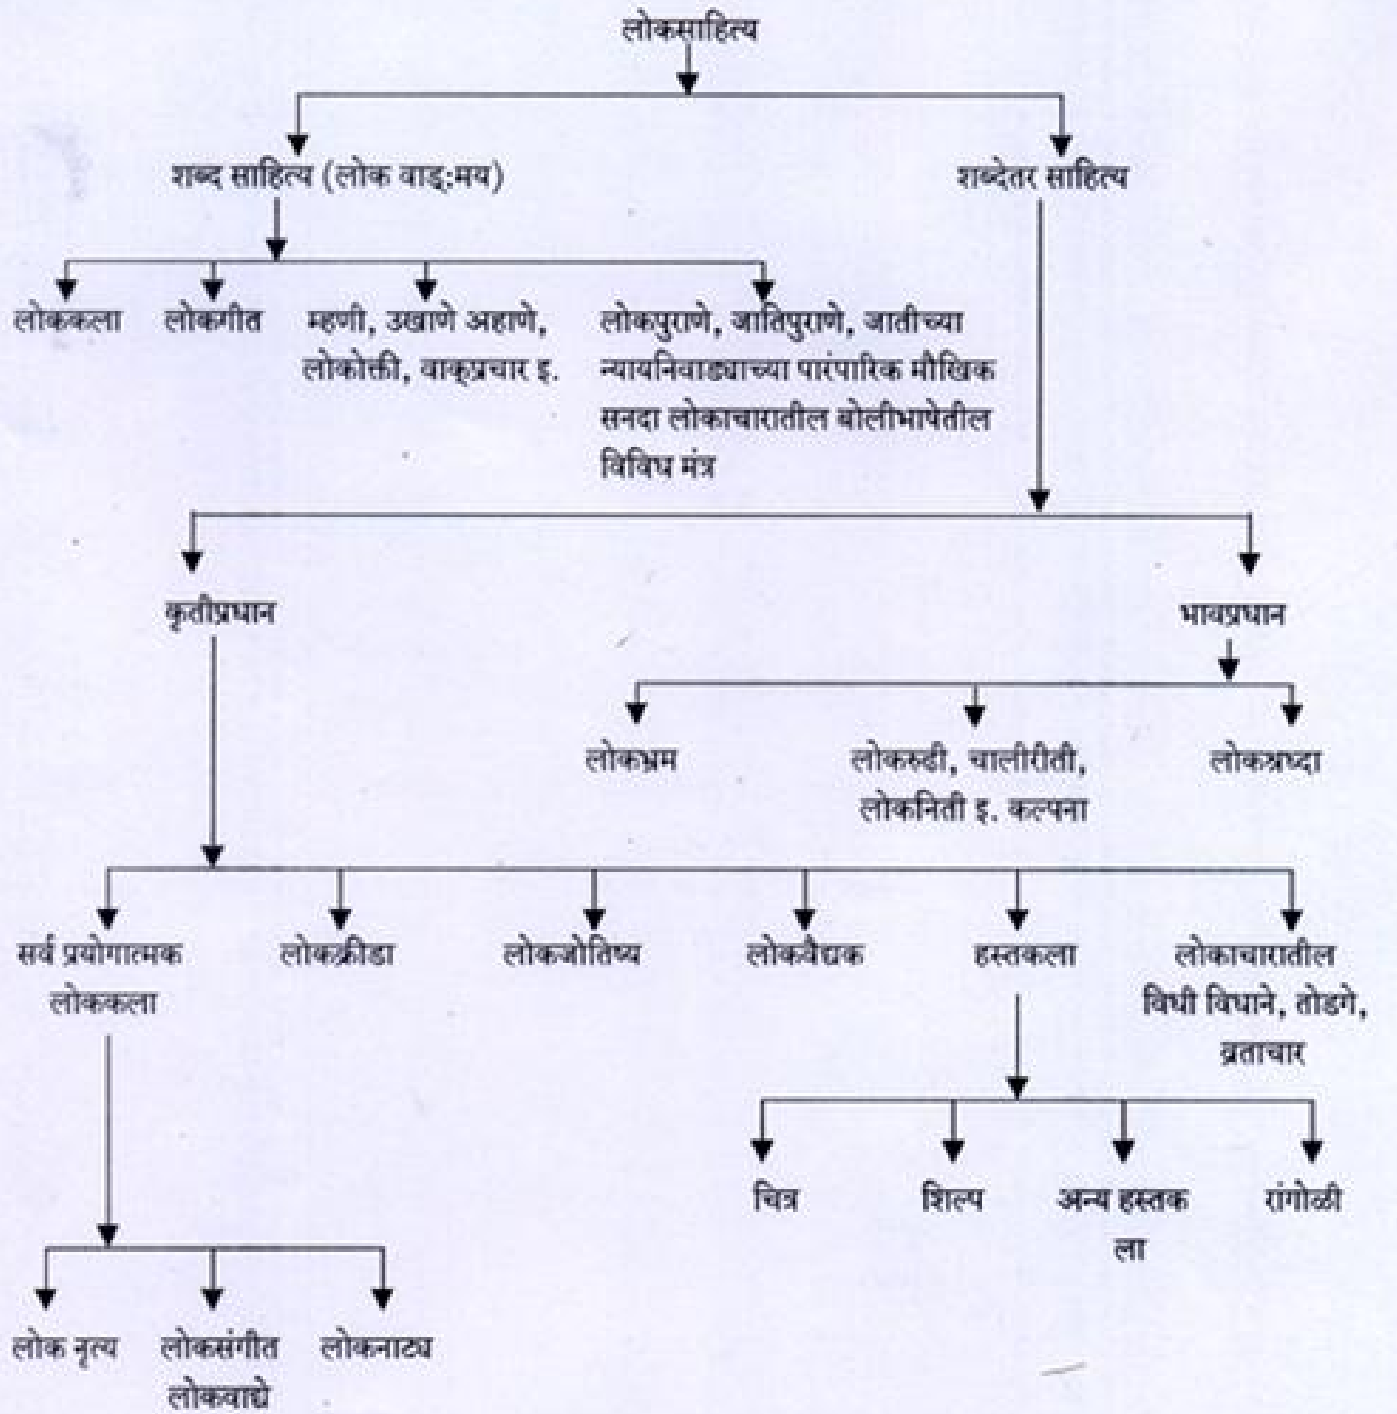 लोकसाहित्य
शब्द साहित्य (लोक वाड्:मय)
शब्देतर साहित्य
लोककला
लोकगीत
म्हणी, उखाणे अहाणे,
लोकोक्ती, वाक्‌प्रचार इ.
लोकपुराणे, जातिपुराणे, जातीच्या
न्यायनिवाड्याच्या पारंपारिक मौखिक
सनदा लोकाचारातील बोलीभाषेतील
विविध मंत्र
कृतीप्रधान
भावप्रधान
लोकभ्रम
लोकरुढी, चालीरीती,
लोकनिती इ. कल्पना
लोकश्रध्दा
सर्व प्रयोगात्मक
लोककला
लोकक्रीडा
लोकजोतिष्य
लोकवैद्यक
हस्तकला
लोकाचारातील
विधी विधाने, तोडगे,
व्रताचार
चित्र
शिल्प
अन्य हस्तक
ला
रांगोळी
लोक नृत्य
लोकसंगीत
लोकवाद्ये
लोकनाट्य